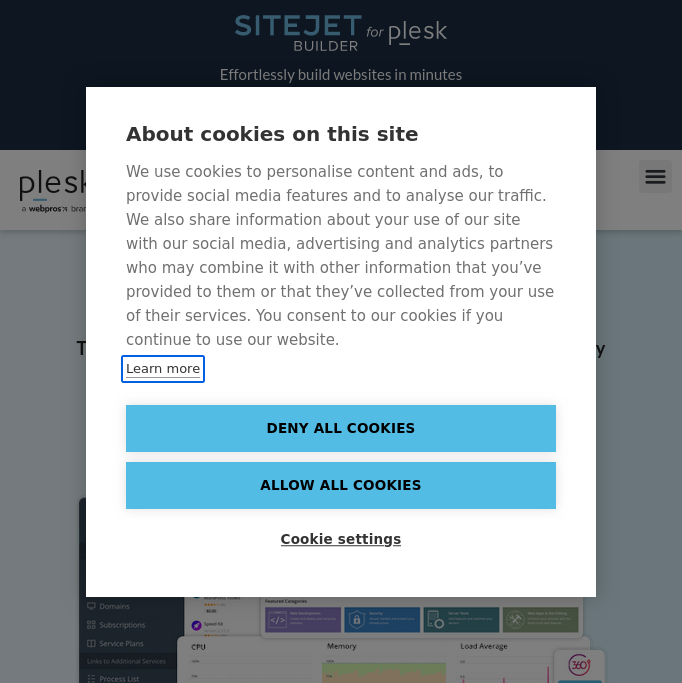 SITEJET for plesk
BUILDER
Effortlessly build websites in minutes
plesk
a webpros
About cookies on this site
We use cookies to personalise content and ads, to
provide social media features and to analyse our traffic.
We also share information about your use of our site
with our social media, advertising and analytics partners
who may combine it with other information that you’ve
provided to them or that they’ve collected from your use
of their services. You consent to our cookies if you
continue to use our website.
Learn more
DENY ALL COOKIES
ALLOW ALL COOKIES
Cookie settings
Domains
Subscriptions
Service Plans
Links to Additional Services
Process List
Speed Kit
Featured Categories
Security
CPU
Memory
Load Average
360